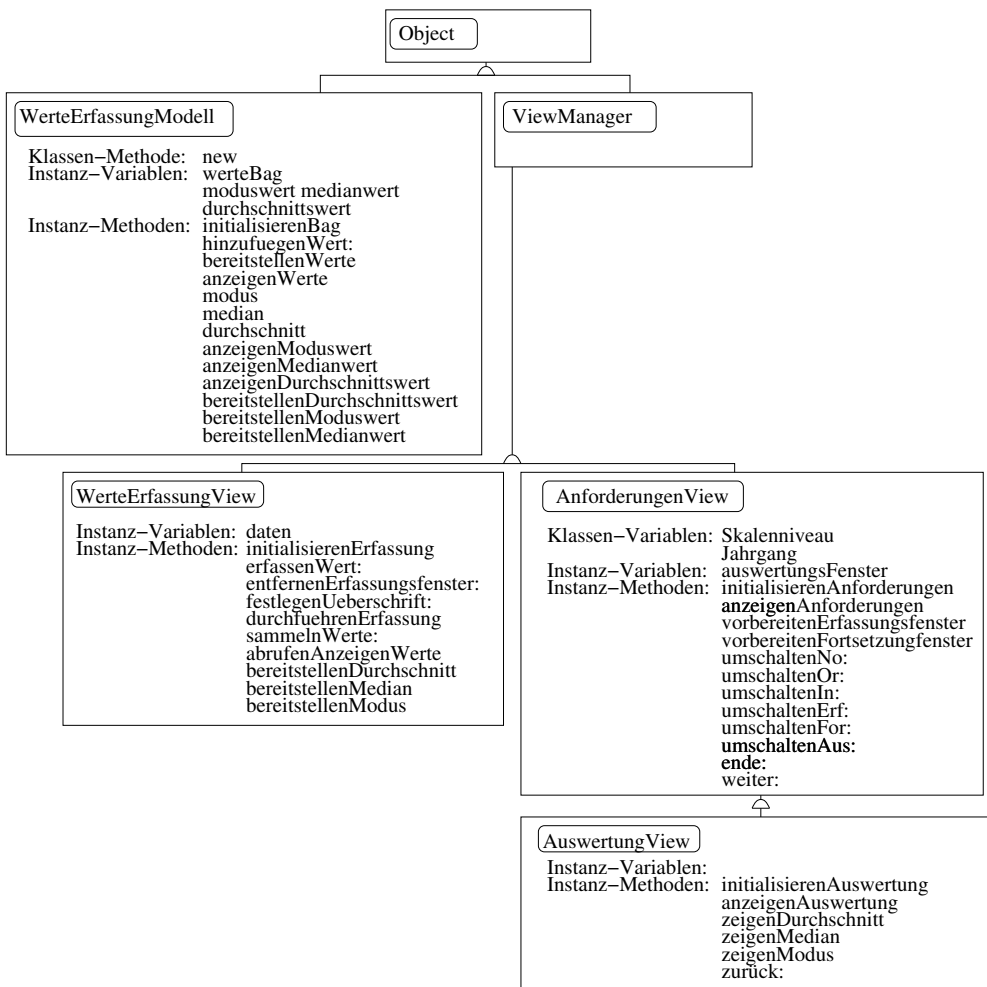 Object
WerteErfassungModell
Klassen−Methode: new
Instanz−Variablen: werteBag
moduswert medianwert
durchschnittswert
Instanz−Methoden: initialisierenBag
hinzufuegenWert:
bereitstellenWerte
anzeigenWerte
modus
median
durchschnitt
anzeigenModuswert
anzeigenMedianwert
anzeigenDurchschnittswert
bereitstellenDurchschnittswert
bereitstellenModuswert
bereitstellenMedianwert
ViewManager
WerteErfassungView
Instanz−Variablen: daten
Instanz−Methoden: initialisierenErfassung
erfassenWert:
entfernenErfassungsfenster:
festlegenUeberschrift:
durchfuehrenErfassung
sammelnWerte:
abrufenAnzeigenWerte
bereitstellenDurchschnitt
bereitstellenMedian
bereitstellenModus
AnforderungenView
Klassen−Variablen: Skalenniveau
Jahrgang
Instanz−Variablen: auswertungsFenster
Instanz−Methoden: initialisierenAnforderungen
anzeigenAnforderungen
vorbereitenErfassungsfenster
vorbereitenFortsetzungfenster
umschaltenNo:
umschaltenOr:
umschaltenIn:
umschaltenErf:
umschaltenFor:
umschaltenAus:
ende:
weiter:
AuswertungView
Instanz−Variablen:
Instanz−Methoden: initialisierenAuswertung
anzeigenAuswertung
zeigenDurchschnitt
zeigenMedian
zeigenModus
zurück: